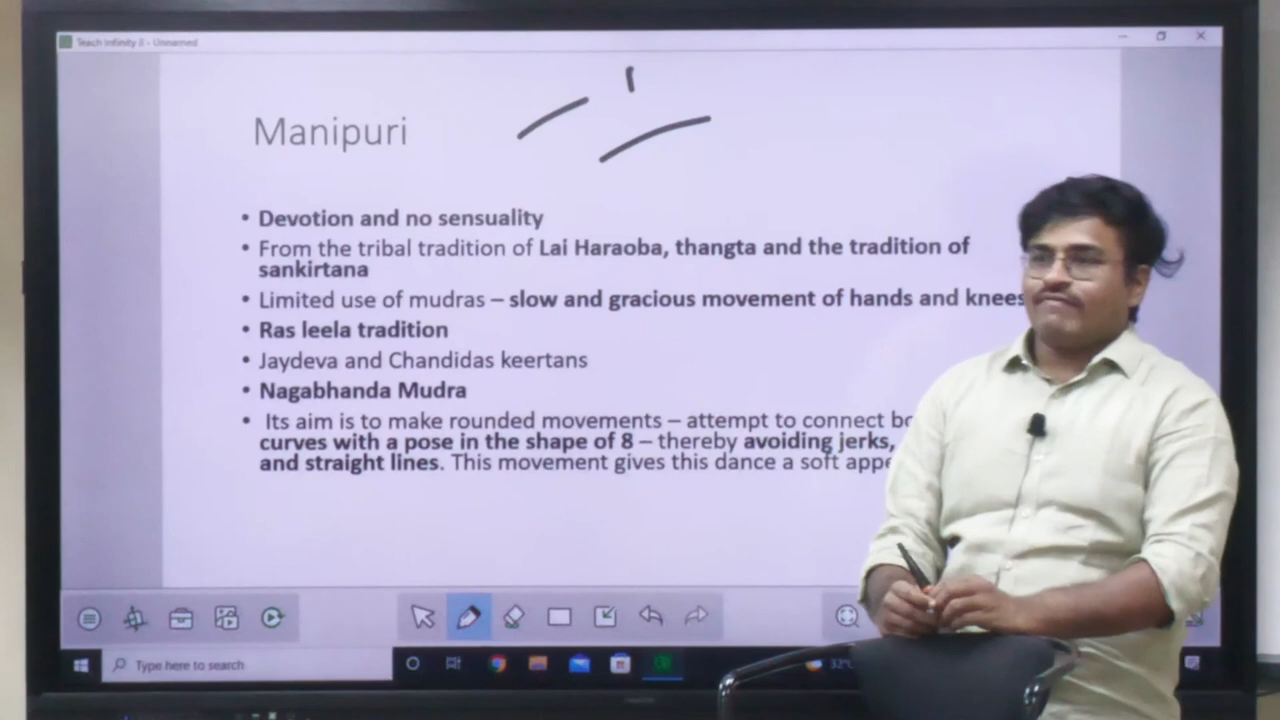 Teach Infinity II - Unnamed
Manipuri
• Devotion and no sensuality
• From the tribal tradition of Lai Haraoba, thangta and the tradition of
sankirtana
• Limited use of mudras – slow and gracious movement of hands and knees
• Ras leela tradition
• Jaydeva and Chandidas keertans
• Nagabhanda Mudra
• Its aim is to make rounded movements – attempt to connect
curves with a pose in the shape of 8 – thereby avoiding jerks,
and straight lines. This movement gives this dance a soft
Type here to search
32°